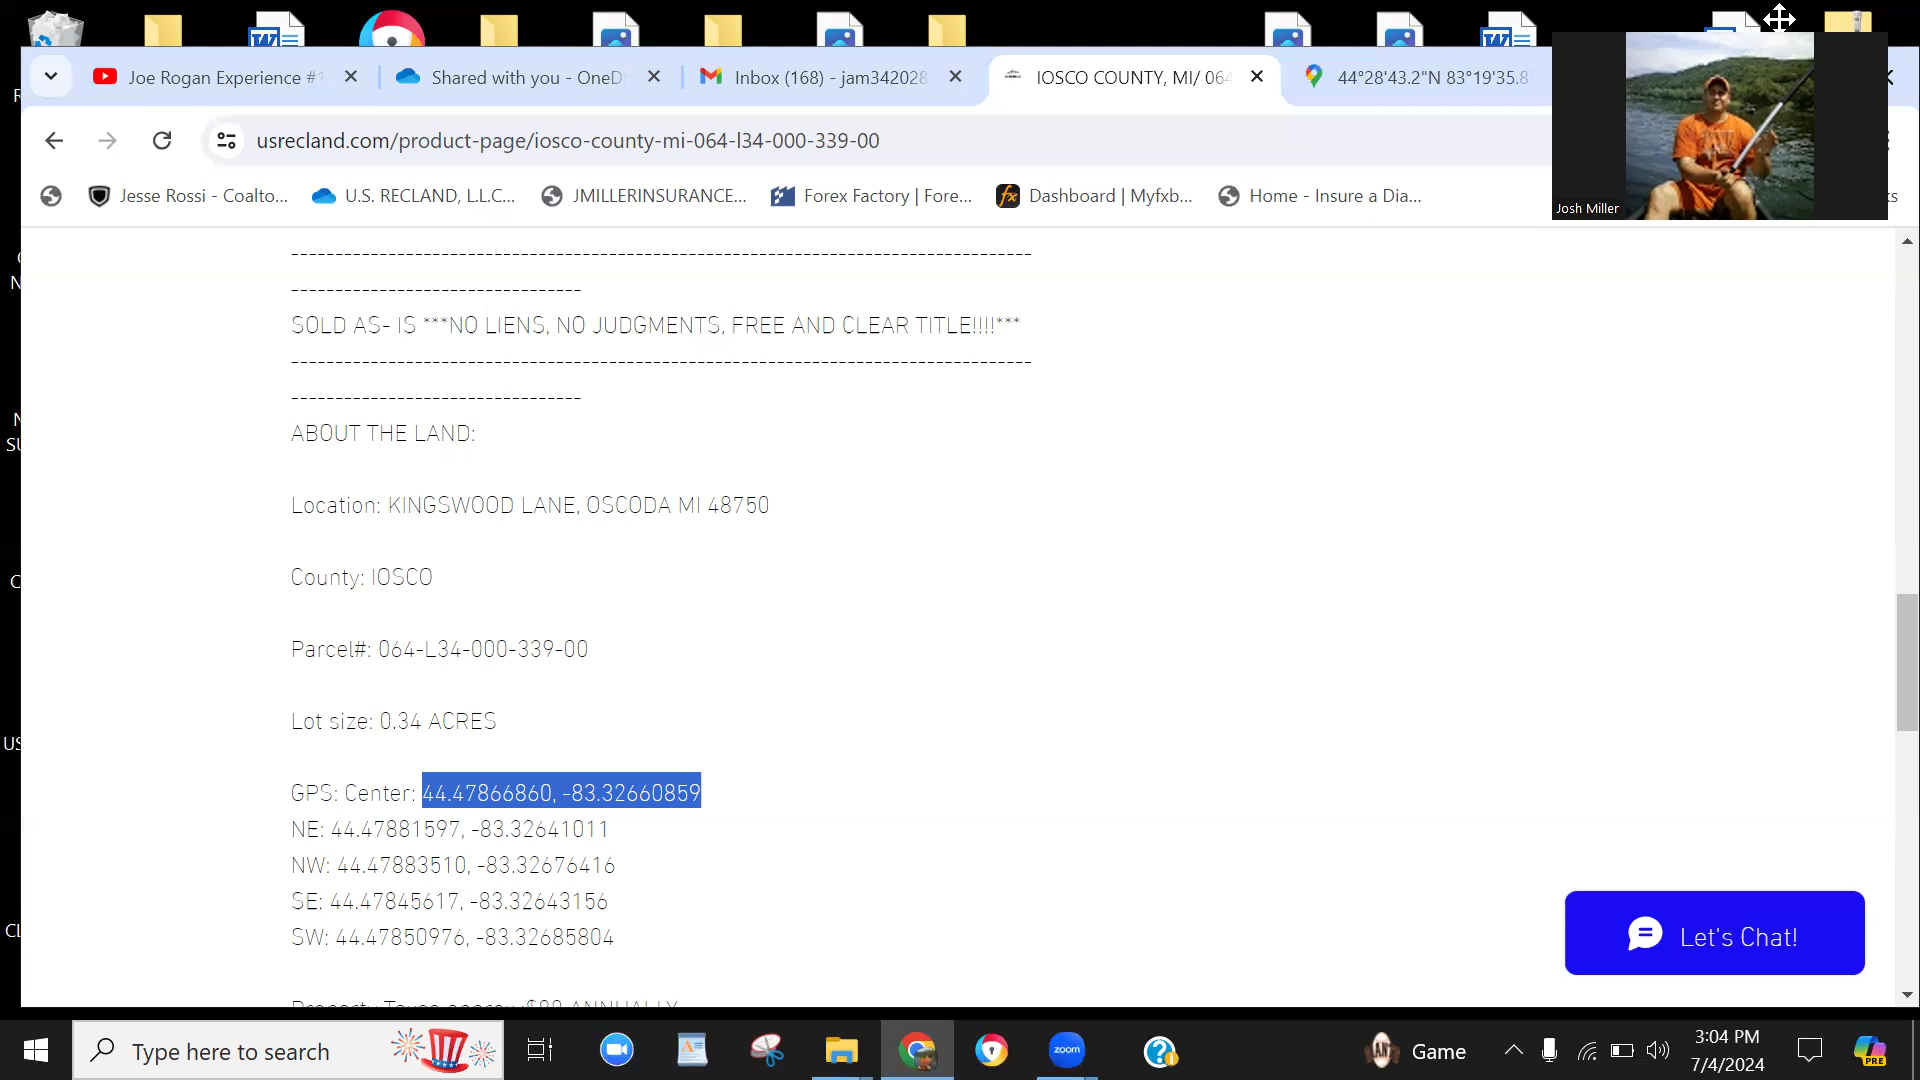 Joe Rogan Experience #1
Shared with you - OneD
Inbox (168) - jam342028
IOSCO COUNTY, MI/ 064
44°28'43.2"N 83°19'35.8"
usrecland.com/product-page/iosco-county-mi-064-l34-000-339-00
Jesse Rossi - Coalto...
U.S. RECLAND, L.L.C...
JMILLERINSURANCE...
Forex Factory | Fore...
Dashboard | Myfxb...
Home - Insure a Dia...
Josh Miller
--------------------------------------------------------------------------------
-------------------------------
SOLD AS- IS ***NO LIENS, NO JUDGMENTS, FREE AND CLEAR TITLE!!!!***
--------------------------------------------------------------------------------
-------------------------------
ABOUT THE LAND:
Location: KINGSWOOD LANE, OSCODA MI 48750
County: IOSCO
Parcel#: 064-L34-000-339-00
Lot size: 0.34 ACRES
GPS: Center: 44.47866860, -83.32660859
NE: 44.47881597, -83.32641011
NW: 44.47883510, -83.32676416
SE: 44.47845617, -83.32643156
SW: 44.47850976, -83.32685804
Let's Chat!
Type here to search
zoom
Game
3:04 PM
7/4/2024
PRE